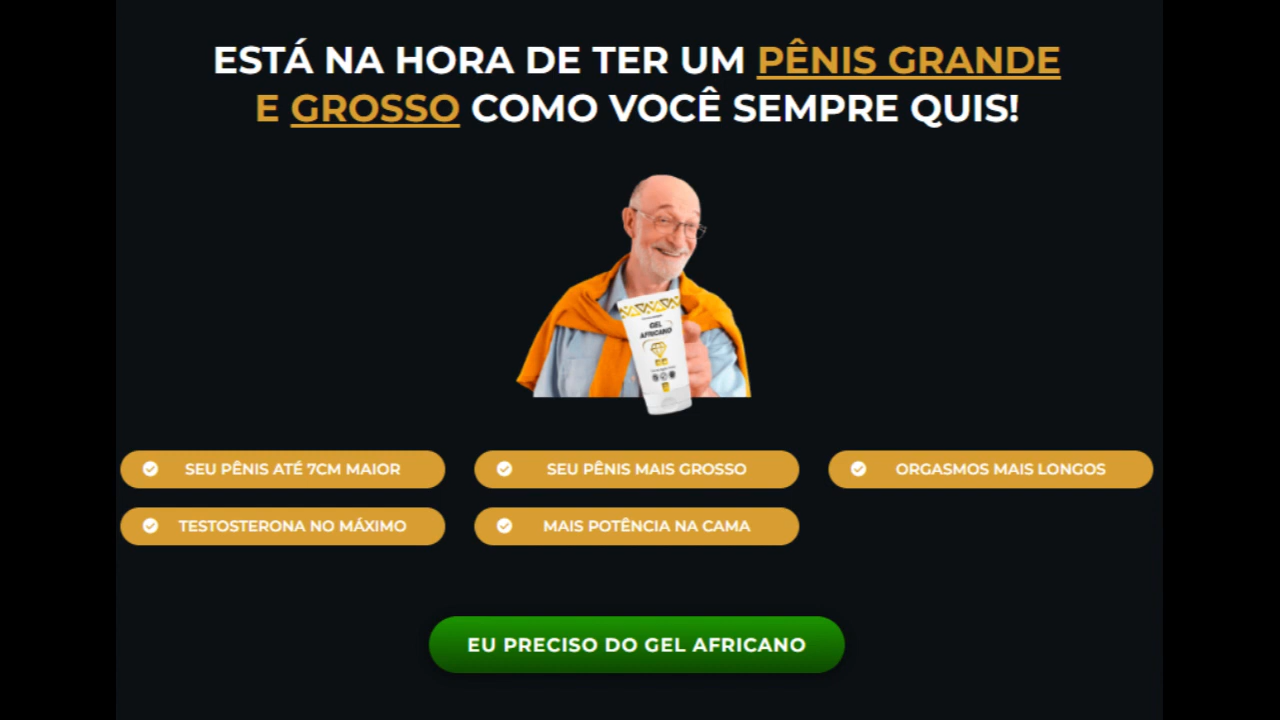 ESTÁ NA HORA DE TER UM PÊNIS GRANDE
E GROSSO COMO VOCÊ SEMPRE QUIS!
GEL
AFRICANO
SEU PÊNIS ATÉ 7CM MAIOR
SEU PÊNIS MAIS GROSSO
ORGASMOS MAIS LONGOS
TESTOSTERONA NO MÁXIMO
MAIS POTÊNCIA NA CAMA
EU PRECISO DO GEL AFRICANO